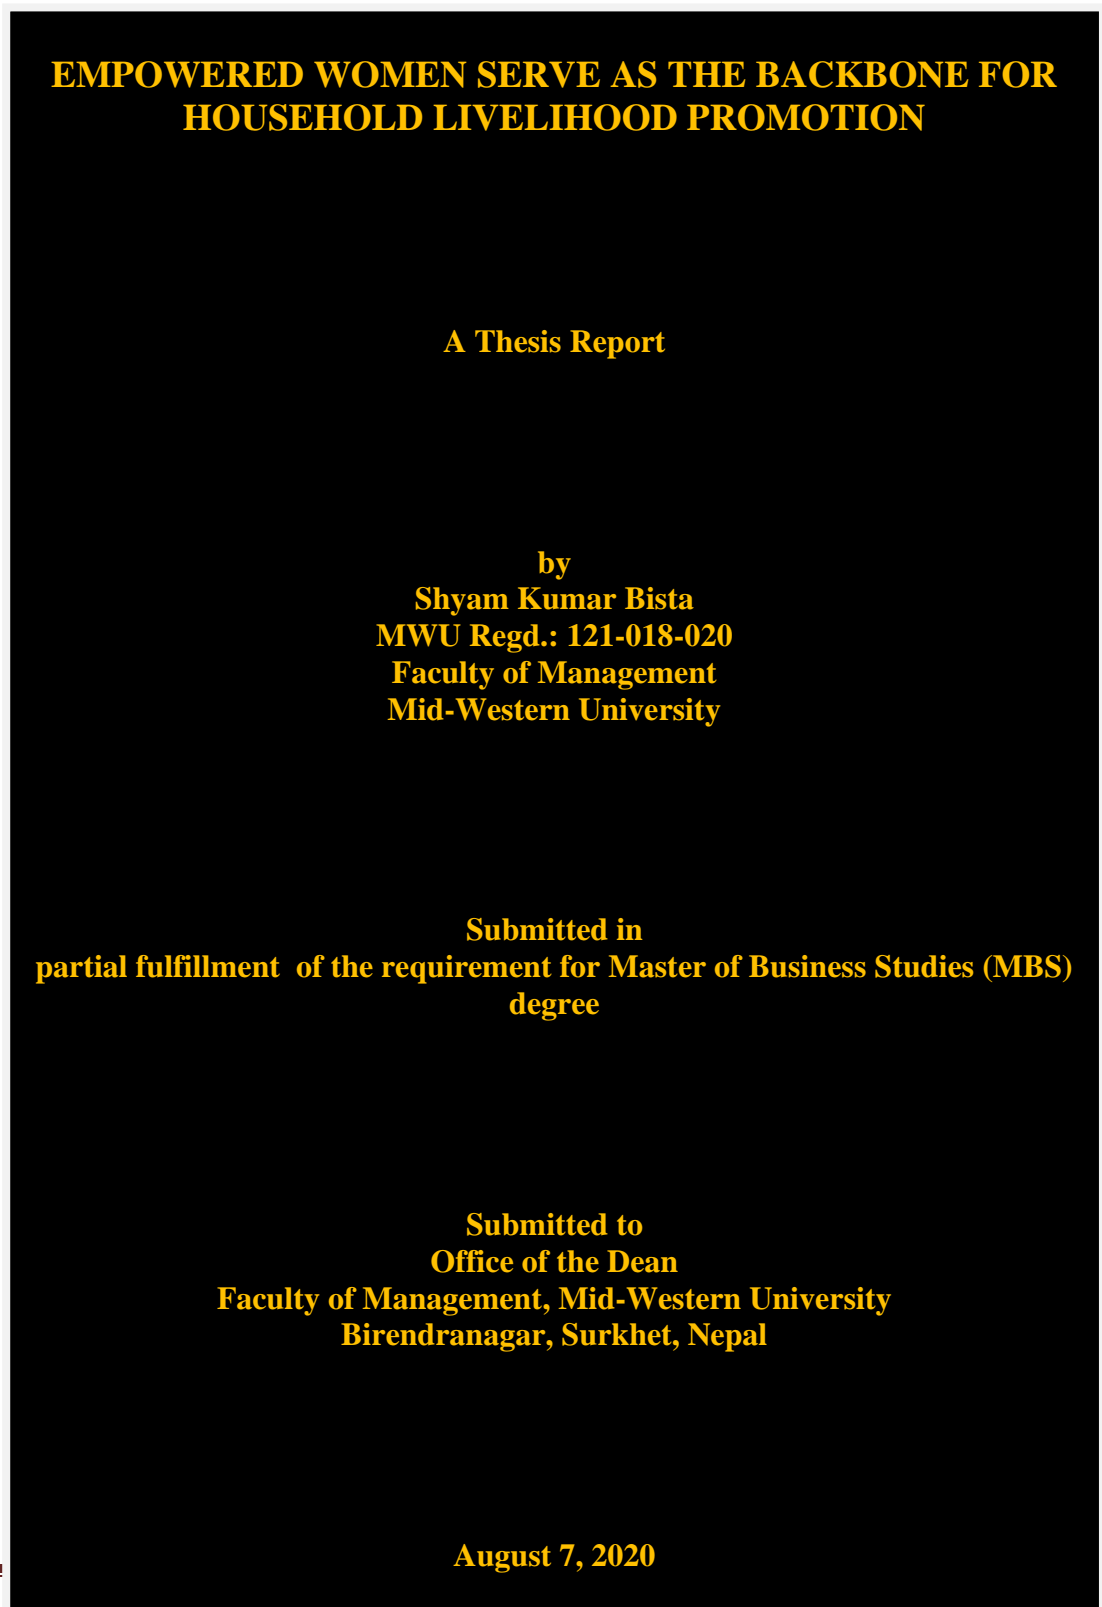 EMPOWERED WOMEN SERVE AS THE BACKBONE FOR
HOUSEHOLD LIVELIHOOD PROMOTION
A Thesis Report
by
Shyam Kumar Bista
MWU Regd.: 121-018-020
Faculty of Management
Mid-Western University
Submitted in
partial fulfillment  of the requirement for Master of Business Studies (MBS)
degree
Submitted to
Office of the Dean
Faculty of Management, Mid-Western University
Birendranagar, Surkhet, Nepal
August 7, 2020